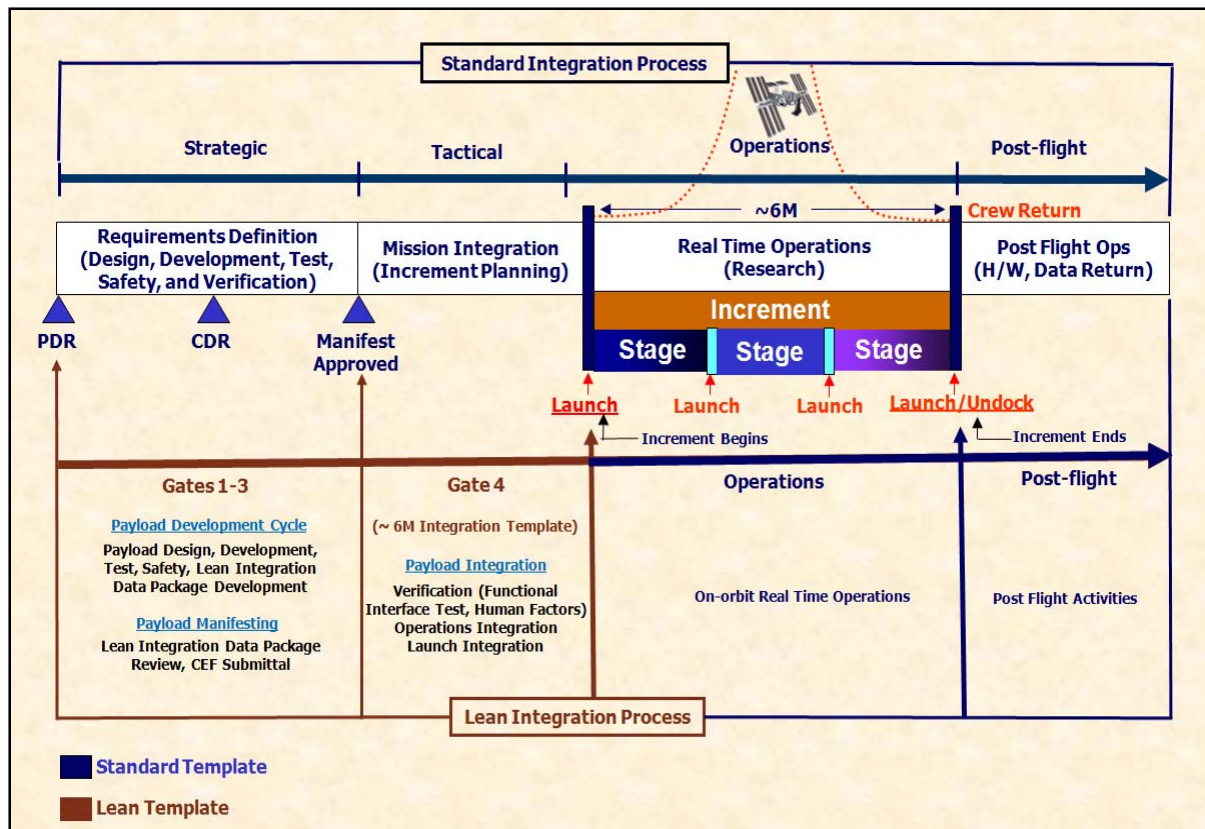 Standard Integration Process
Strategic
Tactical
Operations
Post-flight
~6M
Crew Return
Requirements Definition
(Design, Development, Test,
Safety, and Verification)
Mission Integration
(Increment Planning)
Real Time Operations
(Research)
Post Flight Ops
(H/W, Data Return)
Increment
Stage
Stage
Stage
PDR
CDR
Manifest
Approved
Launch
Launch
Launch
Launch/Undock
Increment Begins
Increment Ends
Gates 1-3
Gate 4
Operations
Post-flight
Payload Development Cycle
Payload Design, Development,
Test, Safety, Lean Integration
Data Package Development
Payload Manifesting
Lean Integration Data Package
Review, CEF Submittal
(~ 6M Integration Template)
Payload Integration
Verification (Functional
Interface Test, Human Factors)
Operations Integration
Launch Integration
On-orbit Real Time Operations
Post Flight Activities
Lean Integration Process
Standard Template
Lean Template